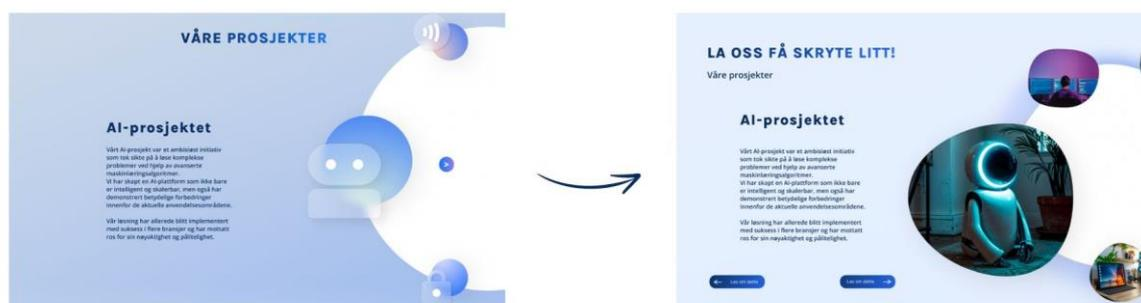 VÅRE PROSJEKTER
AI-prosjektet
Vårt AI-prosjekt var et ambisiøst initiativ
som tok sikte på å løse komplekse
problemer ved hjelp av avanserte
maskinlæringsalgoritmer.
Vi har skapt en AI-plattform som ikke bare
er intelligent og skalerbar, men også har
demonstrert betydelige forbedringer
innenfor de aktuelle anvendelsesområdene.
Vår løsning har allerede blitt implementert
med suksess i flere bransjer og har mottatt
ros for sin nøyaktighet og pålitelighet.
LA OSS FÅ SKRYTE LITT!
Våre prosjekter
AI-prosjektet
Vårt AI-prosjekt var et ambisiøst initiativ
som tok sikte på å løse komplekse
problemer ved hjelp av avanserte
maskinlæringsalgoritmer.
Vi har skapt en AI-plattform som ikke bare
er intelligent og skalerbar, men også har
demonstrert betydelige forbedringer
innenfor de aktuelle anvendelsesområdene.
Vår løsning har allerede blitt implementert
med suksess i flere bransjer og har mottatt
ros for sin nøyaktighet og pålitelighet.
Les om dette
Les om dette